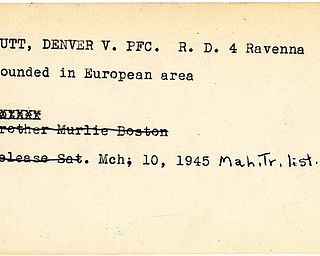 UTT, DENVER V. PFC. R. D. 4 Ravenna
ounded in European area
rother Murlie Boston
elease Sat. Mch; 10, 1945 Mah.Tr. list.